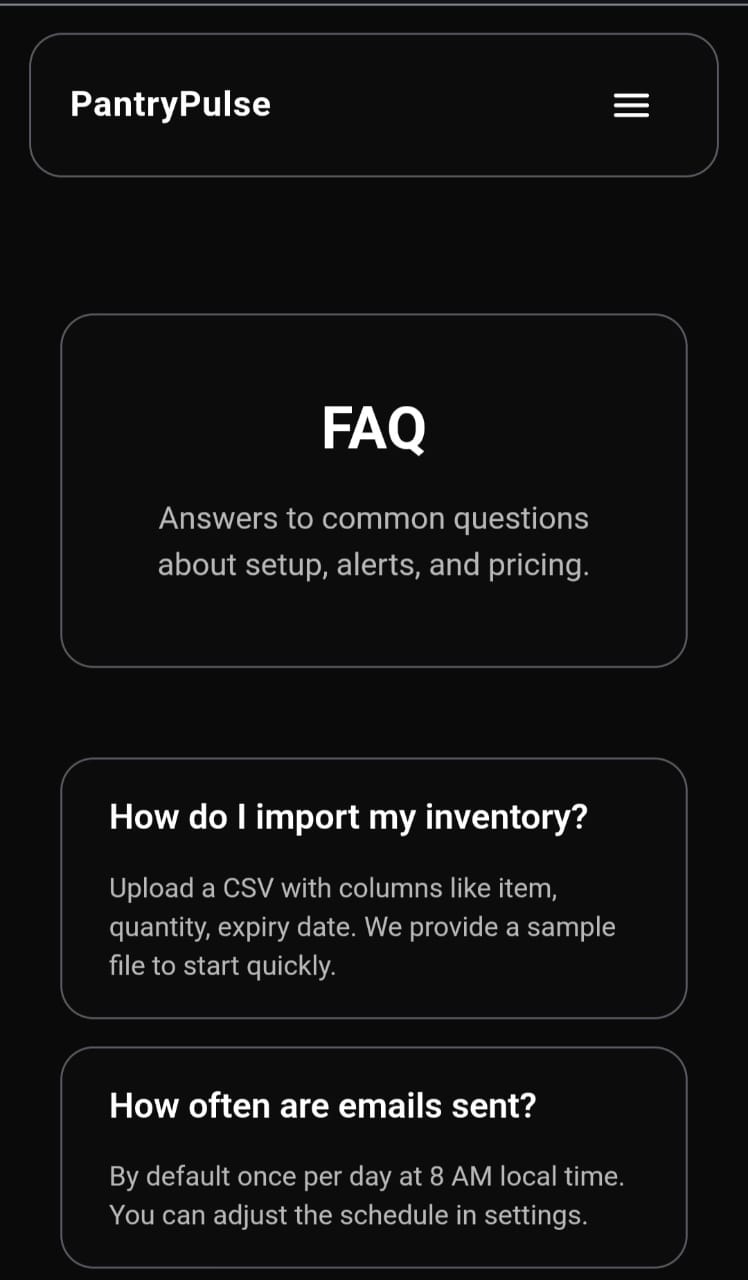 PantryPulse
FAQ
Answers to common questions
about setup, alerts, and pricing.
How do I import my inventory?
Upload a CSV with columns like item,
quantity, expiry date. We provide a sample
file to start quickly.
How often are emails sent?
By default once per day at 8 AM local time.
You can adjust the schedule in settings.